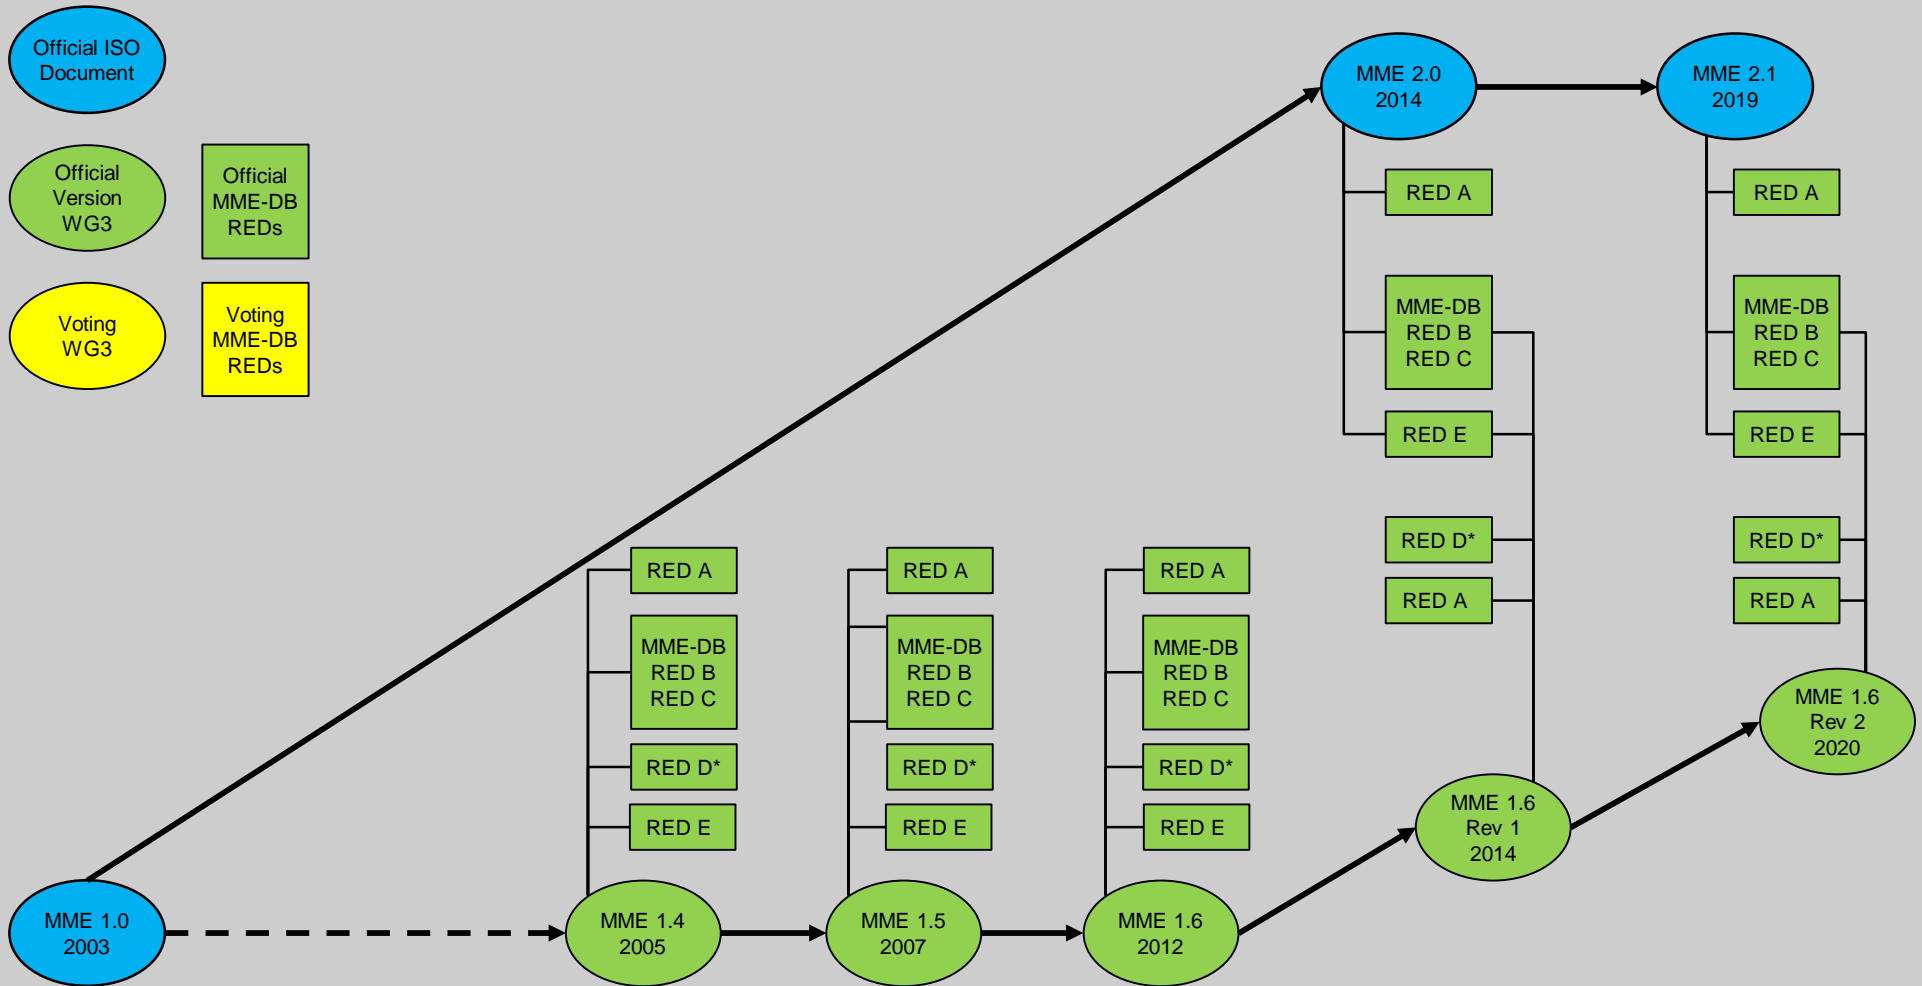 Official ISO
Document
Official
Version
WG3
Official
MME-DB
REDs
Voting
WG3
Voting
MME-DB
REDs
MME 2.0
2014
MME 2.1
2019
RED A
MME-DB
RED B
RED C
RED E
RED D*
RED A
RED A
MME-DB
RED B
RED C
RED E
RED D*
RED A
RED A
MME-DB
RED B
RED C
RED D*
RED E
RED A
MME-DB
RED B
RED C
RED D*
RED E
RED A
MME-DB
RED B
RED C
RED D*
RED E
MME 1.0
2003
MME 1.4
2005
MME 1.5
2007
MME 1.6
2012
MME 1.6
Rev 1
2014
MME 1.6
Rev 2
2020